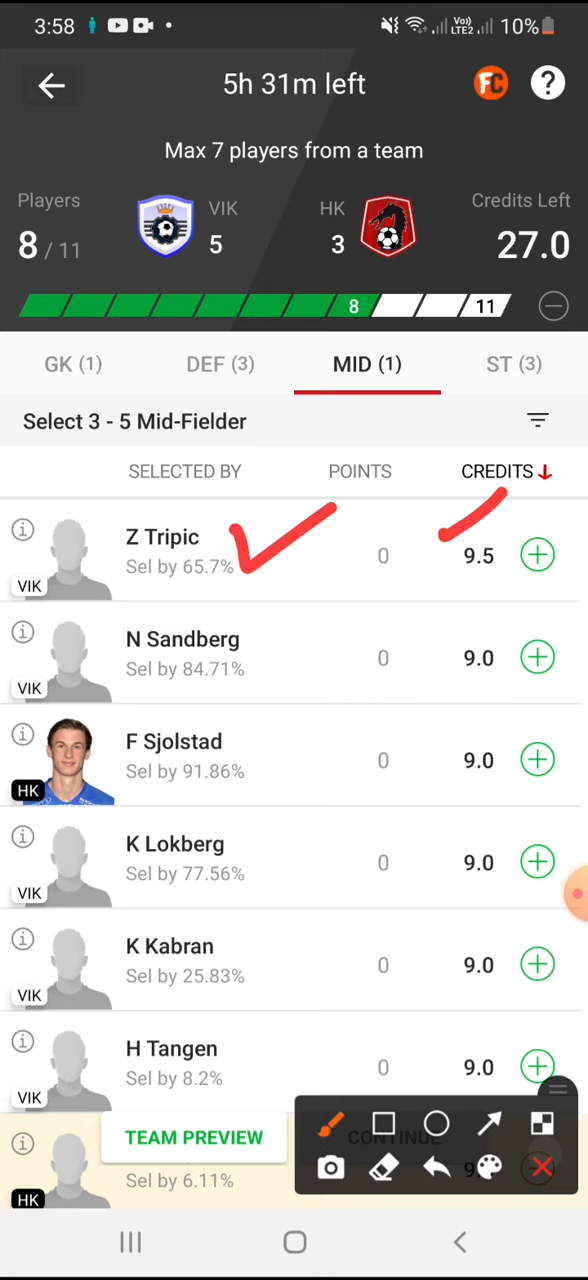 3:58 Vo) LTE2 10%
5h 31m left FC ?
Max 7 players from a team
Players VIK HK Credits Left
8 / 11 5 3 27.0
8 11
GK (1) DEF (3) MID (1) ST (3)
Select 3 - 5 Mid-Fielder
SELECTED BY POINTS CREDITS
Z Tripic
Sel by 65.7% 0 9.5
VIK
N Sandberg
Sel by 84.71% 0 9.0
VIK
F Sjolstad
Sel by 91.86% 0 9.0
HK
K Lokberg
Sel by 77.56% 0 9.0
VIK
K Kabran
Sel by 25.83% 0 9.0
VIK
H Tangen
Sel by 8.2% 0 9.0
VIK
TEAM PREVIEW CONTINUE
Sel by 6.11%
HK